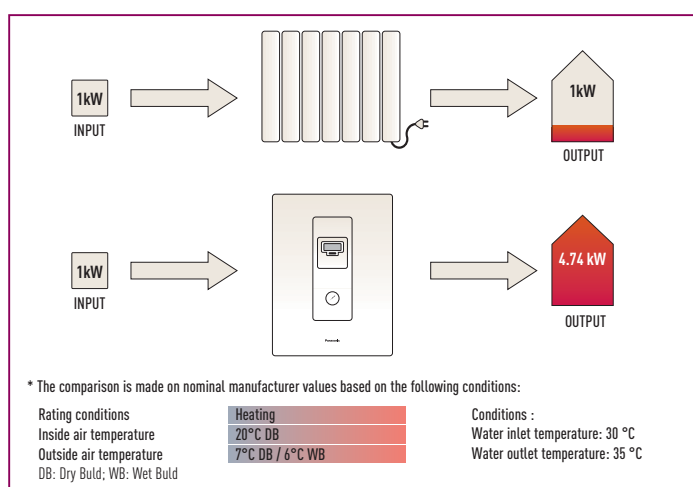 1kW
INPUT
1kW
OUTPUT
1kW
INPUT
Panasonic
4.74 kW
OUTPUT
* The comparison is made on nominal manufacturer values based on the following conditions:
Rating conditions Heating Conditions :
Inside air temperature 20°C DB Water inlet temperature: 30 °C
Outside air temperature 7°C DB / 6°C WB Water outlet temperature: 35 °C
DB: Dry Buld; WB: Wet Buld